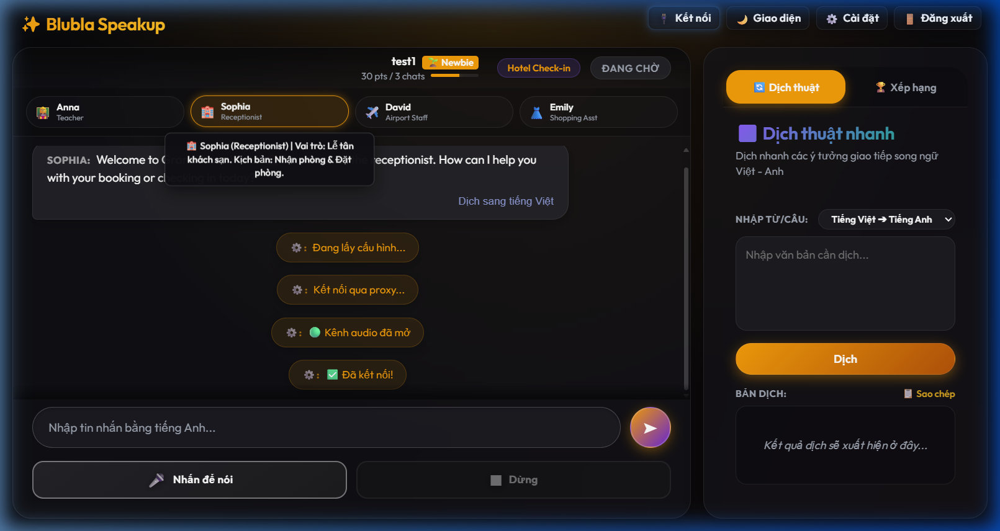 Blubla Speakup
Kết nối
Giao diện
Cài đặt
Đăng xuất
test1
Newbie
30 pts / 3 chats
Hotel Check-in
ĐANG CHỜ
Anna
Teacher
Sophia
Receptionist
David
Airport Staff
Emily
Shopping Asst
Sophia (Receptionist) | Vai trò: Lễ tân
khách sạn. Kịch bản: Nhận phòng & Đặt
phòng.
SOPHIA: Welcome to receptionist. How can I help you
with your booking or checking in today
Dịch sang tiếng Việt
: Đang lấy cấu hình...
: Kết nối qua proxy...
: Kênh audio đã mở
: Đã kết nối!
Nhập tin nhắn bằng tiếng Anh...
Nhấn để nói
Dừng
Dịch thuật
Xếp hạng
Dịch thuật nhanh
Dịch nhanh các ý tưởng giao tiếp song ngữ
Việt - Anh
NHẬP TỪ/CÂU:
Tiếng Việt ➔ Tiếng Anh
Nhập văn bản cần dịch...
Dịch
BẢN DỊCH:
Sao chép
Kết quả dịch sẽ xuất hiện ở đây...